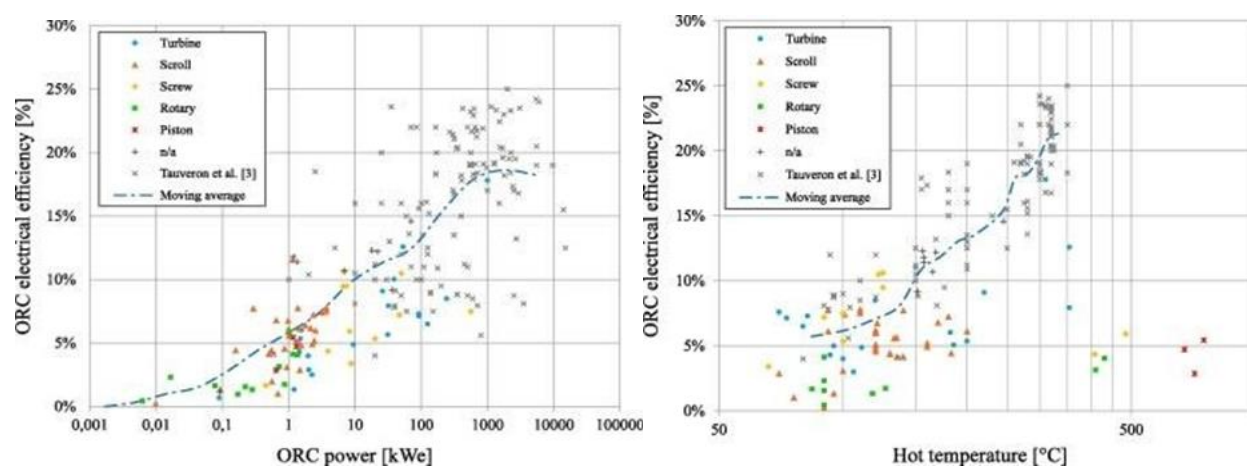 30%
25%
20%
15%
10%
5%
0%
ORC electrical efficiency [%]
Turbine
Scroll
Screw
Rotary
Piston
n/a
Tauveron et al. [3]
Moving average
0,001
0,01
0,1
1
10
100
1000
10000
100000
ORC power [kWe]
30%
25%
20%
15%
10%
5%
0%
ORC electrical efficiency [%]
Turbine
Scroll
Screw
Rotary
Piston
n/a
Tauveron et al. [3]
Moving average
50
500
Hot temperature [°C]